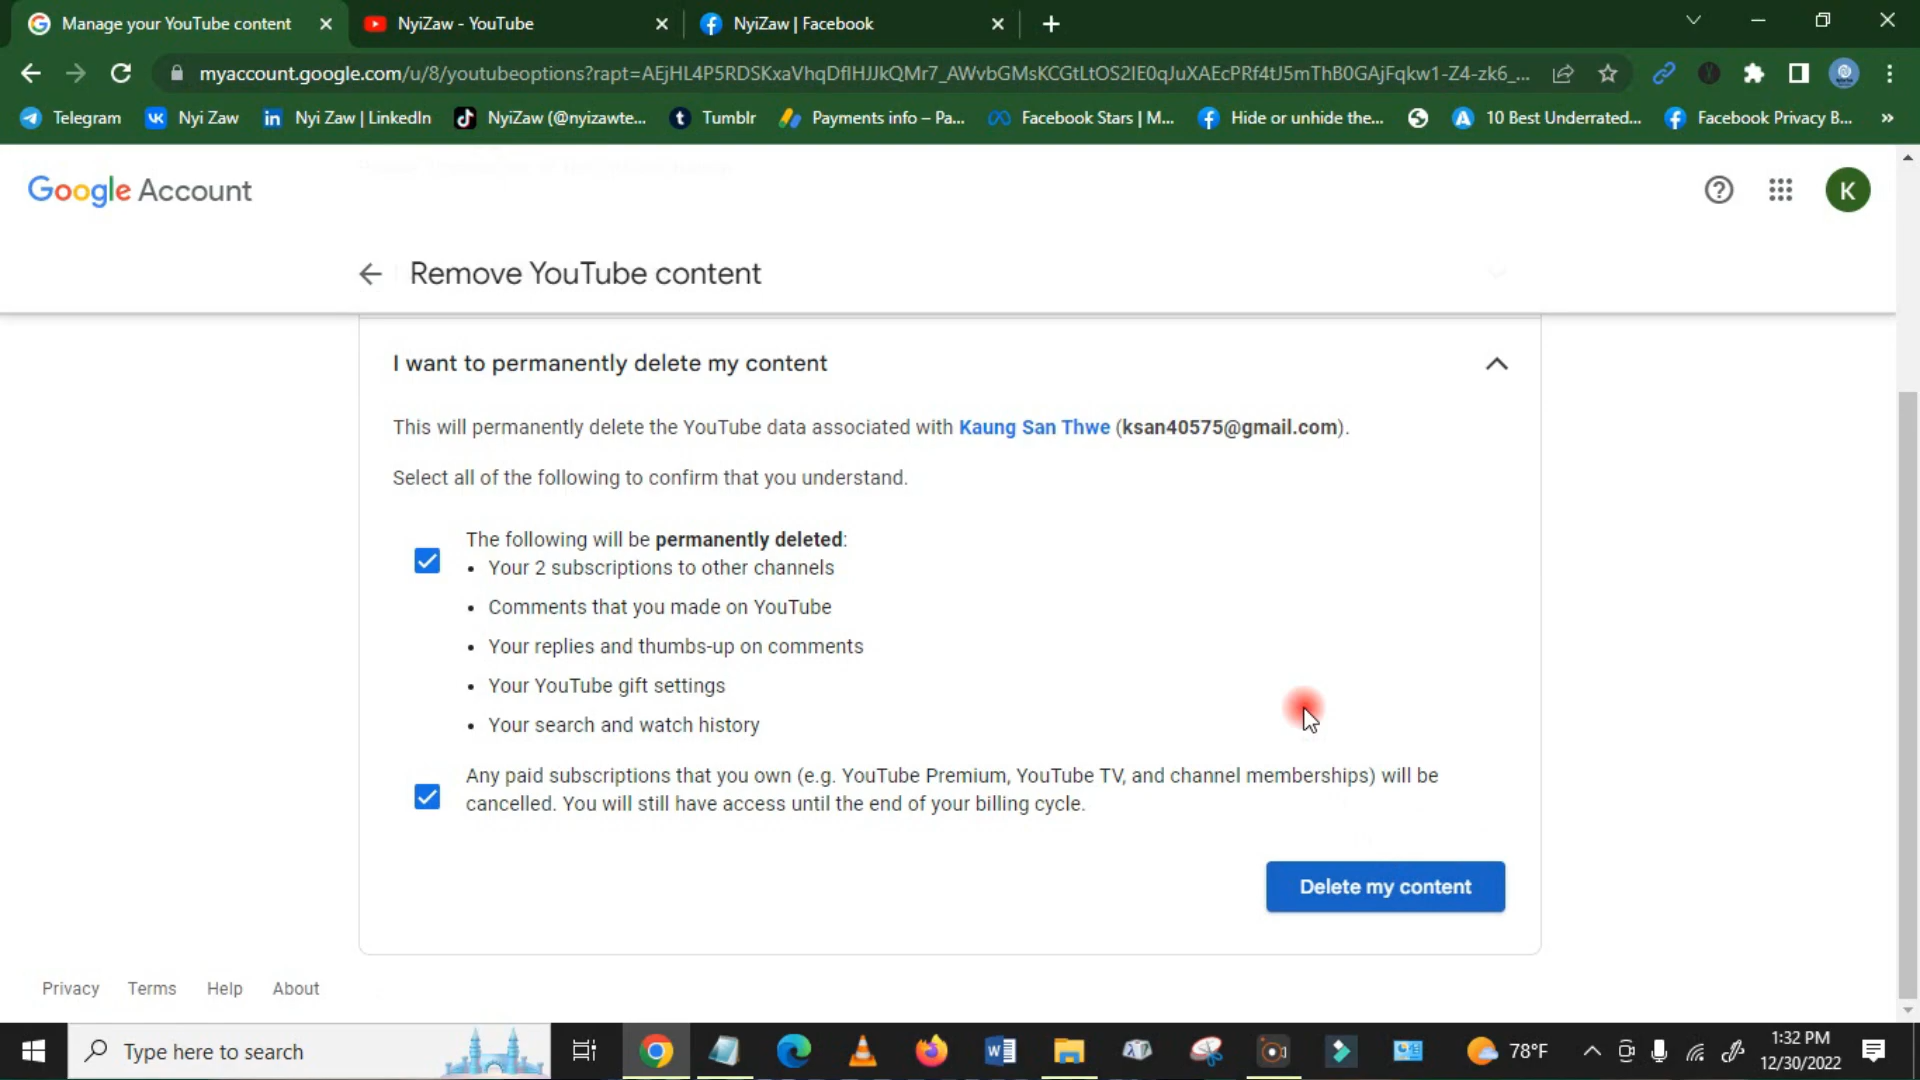 Manage your YouTube content
NyiZaw - YouTube
NyiZaw | Facebook
myaccount.google.com/u/8/youtubeoptions?rapt=AEjHL4P5RDSKxaVhqDfIHJJkQMr7_AWvbGMsKCGtLtOS2IE0qJuXAEcPRf4tJ5mThB0GAjFqkw1-Z4-zk6_...
Telegram
Nyi Zaw
Nyi Zaw | LinkedIn
NyiZaw (@nyizawte...
Tumblr
Payments info – Pa...
Facebook Stars | M...
Hide or unhide the...
10 Best Underrated...
Facebook Privacy B...
Google Account
K
Remove YouTube content
I want to permanently delete my content
This will permanently delete the YouTube data associated with Kaung San Thwe (ksan40575@gmail.com).
Select all of the following to confirm that you understand.
The following will be permanently deleted:
• Your 2 subscriptions to other channels
• Comments that you made on YouTube
• Your replies and thumbs-up on comments
• Your YouTube gift settings
• Your search and watch history
Any paid subscriptions that you own (e.g. YouTube Premium, YouTube TV, and channel memberships) will be
cancelled. You will still have access until the end of your billing cycle.
Delete my content
Privacy
Terms
Help
About
Type here to search
78°F
1:32 PM
12/30/2022